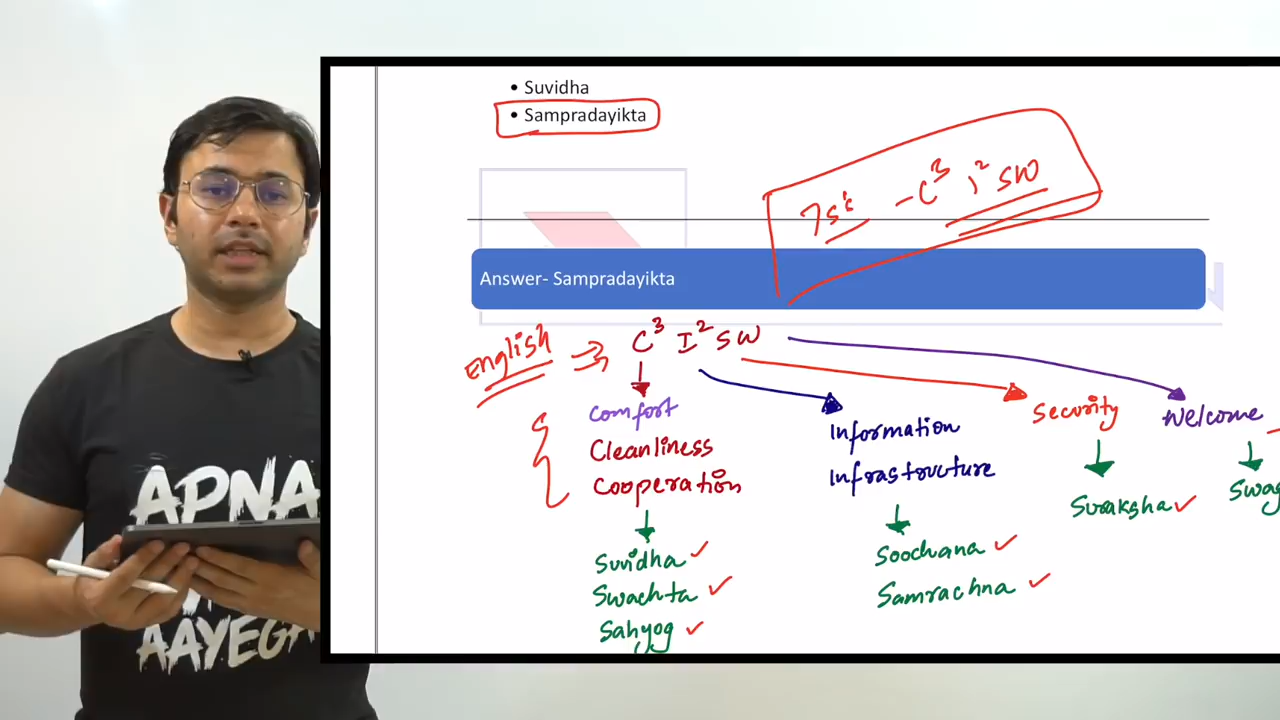 • Suvidha
• Sampradayikta
7S's - C³ I² SW
Answer- Sampradayikta
English ⇒ C³ I² SW
Comfort
Cleanliness
Cooperation
Suvidha ✓
Swachta ✓
Sahyog ✓
Information
Infrastructure
Soochana ✓
Samrachna ✓
Security
Suraksha ✓
Welcome
Swag
APNA
AAYEGA